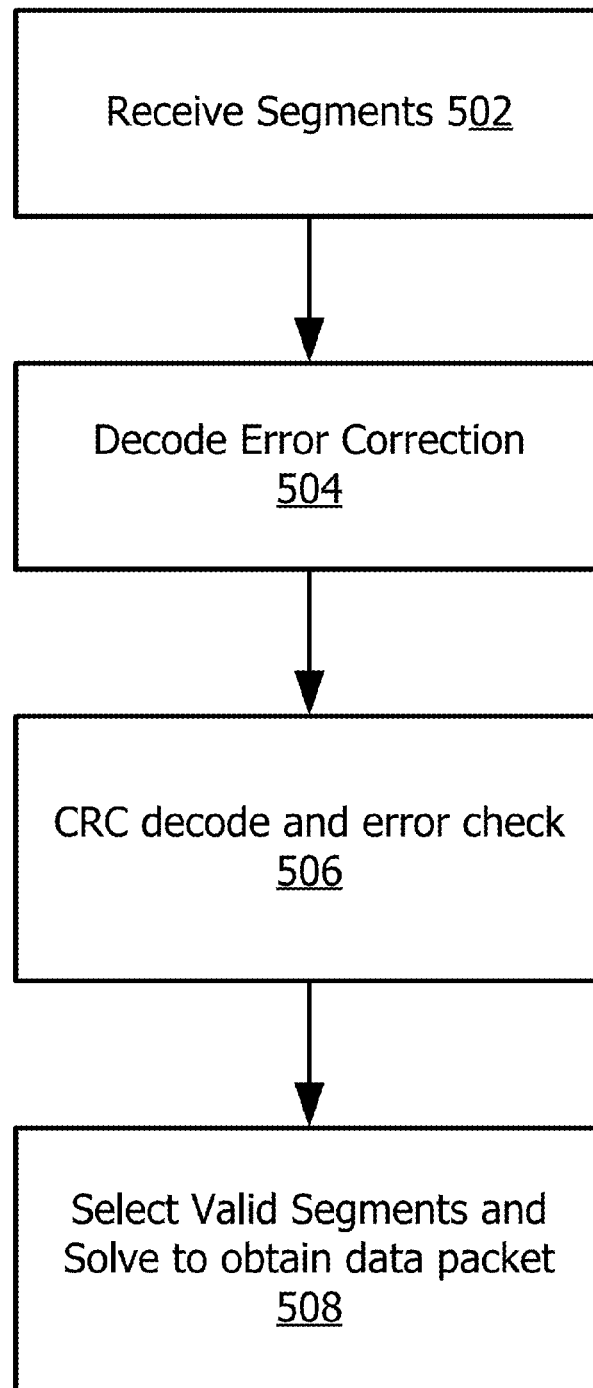 Receive Segments 502
Decode Error Correction
504
CRC decode and error check
506
Select Valid Segments and
Solve to obtain data packet
508